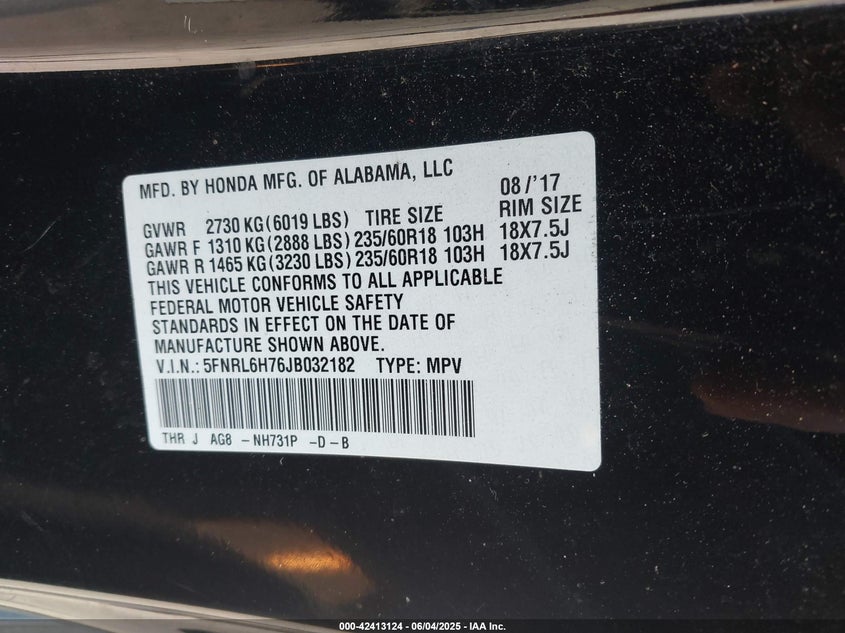 MFD. BY HONDA MFG. OF ALABAMA, LLC 08/'17
GVWR 2730 KG(6019 LBS) TIRE SIZE RIM SIZE
GAWR F 1310 KG(2888 LBS) 235/60R18 103H 18X7.5J
GAWR R 1465 KG(3230 LBS) 235/60R18 103H 18X7.5J
THIS VEHICLE CONFORMS TO ALL APPLICABLE
FEDERAL MOTOR VEHICLE SAFETY
STANDARDS IN EFFECT ON THE DATE OF
MANUFACTURE SHOWN ABOVE.
V.I.N.: 5FNRL6H76JB032182 TYPE: MPV
THR J AG8 -NH731P -D-B
000-42413124 - 06/04/2025 - IAA Inc.